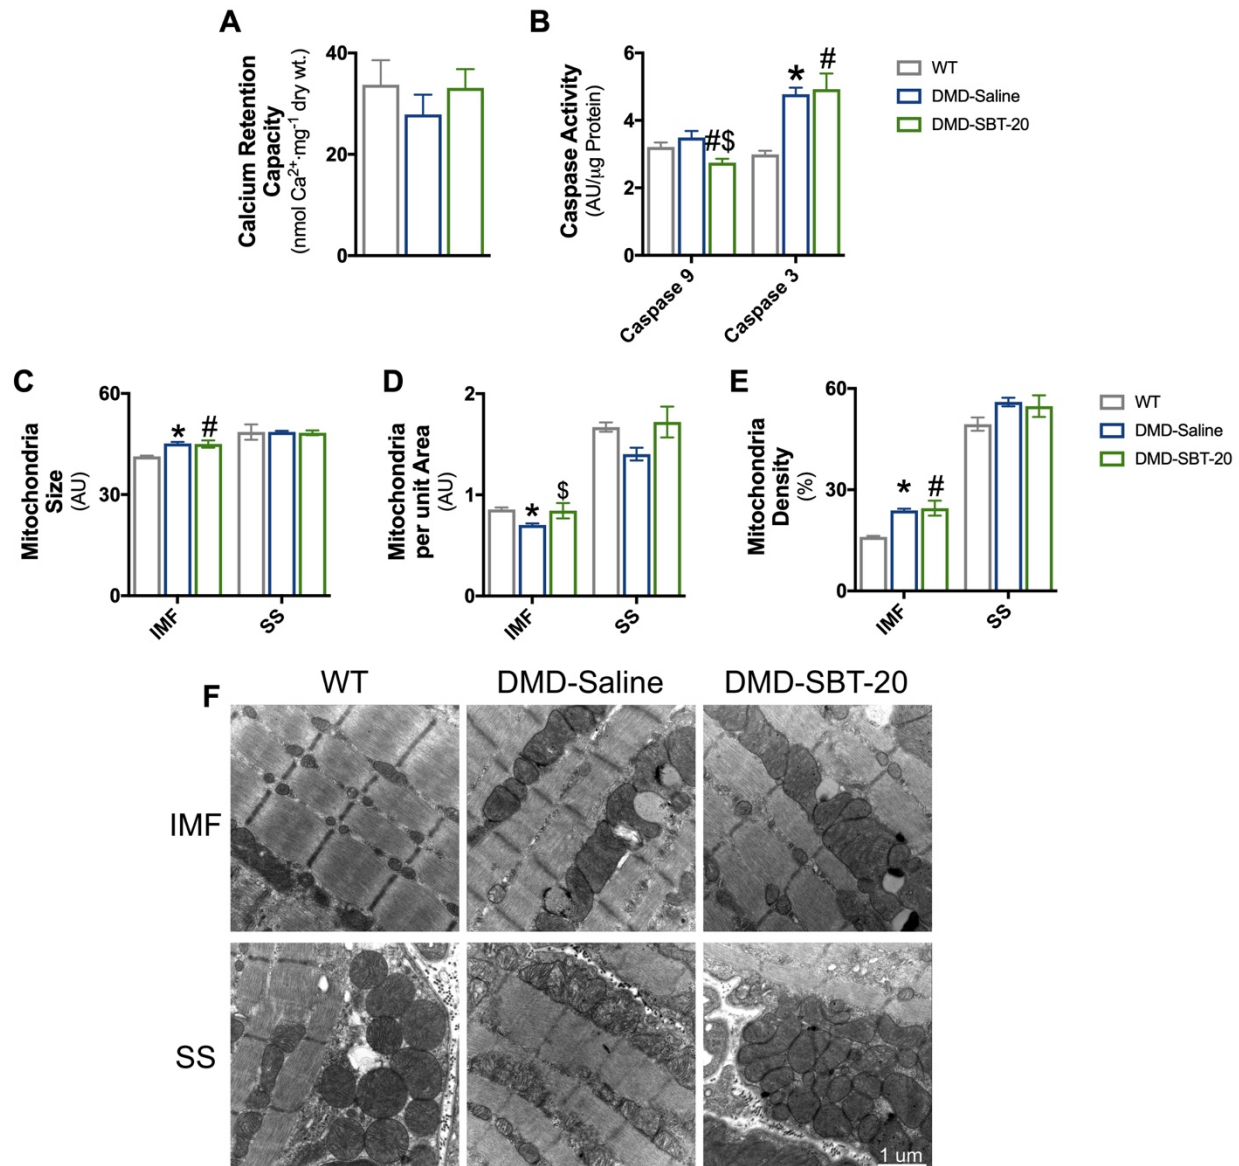 A
Calcium Retention
Capacity
(nmol Ca²⁺·mg⁻¹ dry wt.)
40
20
0
B
Caspase Activity
(AU/µg Protein)
6
4
2
0
#$
*
#
Caspase 9
Caspase 3
WT
DMD-Saline
DMD-SBT-20
C
Mitochondria
Size
(AU)
60
30
0
*
#
IMF
SS
D
Mitochondria
per unit Area
(AU)
2
1
0
*
$
IMF
SS
E
Mitochondria
Density
(%)
60
30
0
*
#
IMF
SS
WT
DMD-Saline
DMD-SBT-20
F
WT
DMD-Saline
DMD-SBT-20
IMF
SS
1 um